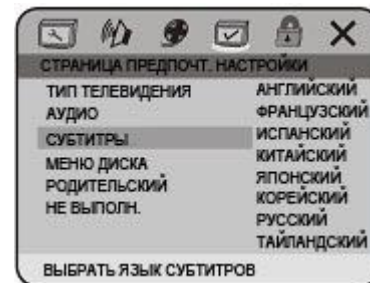 СТРАНИЦА ПРЕДПОЧТ. НАСТРОЙКИ
ТИП ТЕЛЕВИДЕНИЯ
АУДИО
СУБТИТРЫ
МЕНЮ ДИСКА
РОДИТЕЛЬСКИЙ
НЕ ВЫПОЛН.
АНГЛИЙСКИЙ
ФРАНЦУЗСКИЙ
ИСПАНСКИЙ
КИТАЙСКИЙ
ЯПОНСКИЙ
КОРЕЙСКИЙ
РУССКИЙ
ТАЙЛАНДСКИЙ
ВЫБРАТЬ ЯЗЫК СУБТИТРОВ